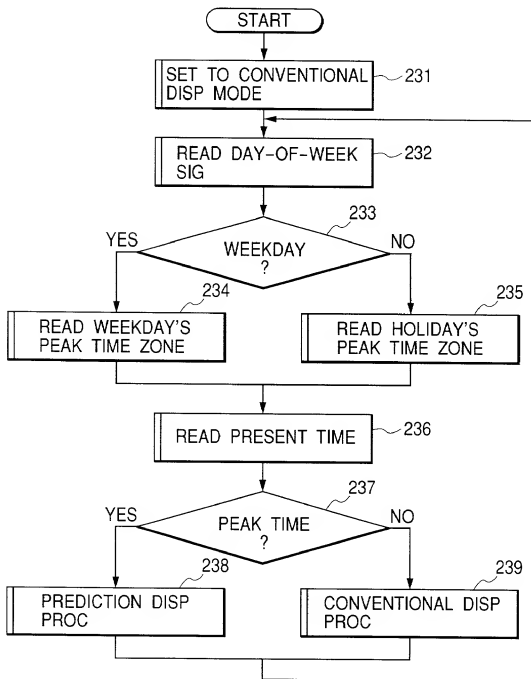 START
SET TO CONVENTIONAL
DISP MODE
231
READ DAY-OF-WEEK
SIG
232
233
YES
WEEKDAY
?
NO
234
READ WEEKDAY'S
PEAK TIME ZONE
235
READ HOLIDAY'S
PEAK TIME ZONE
READ PRESENT TIME
236
237
YES
PEAK TIME
?
NO
238
PREDICTION DISP
PROC
239
CONVENTIONAL DISP
PROC